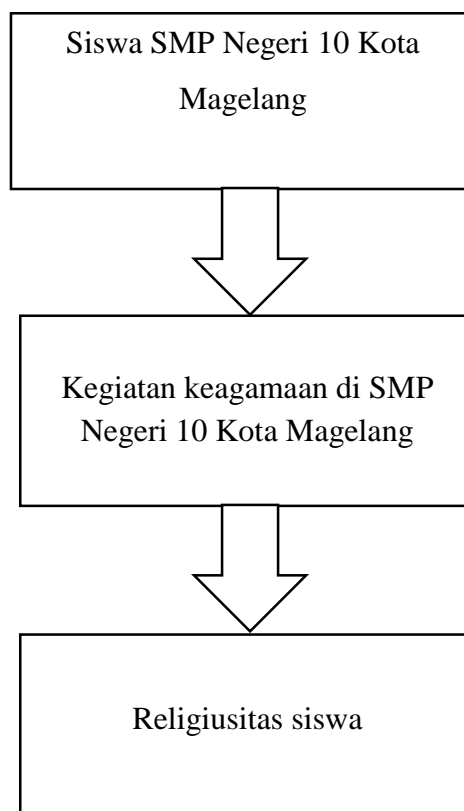 Siswa SMP Negeri 10 Kota
Magelang
Kegiatan keagamaan di SMP
Negeri 10 Kota Magelang
Religiusitas siswa